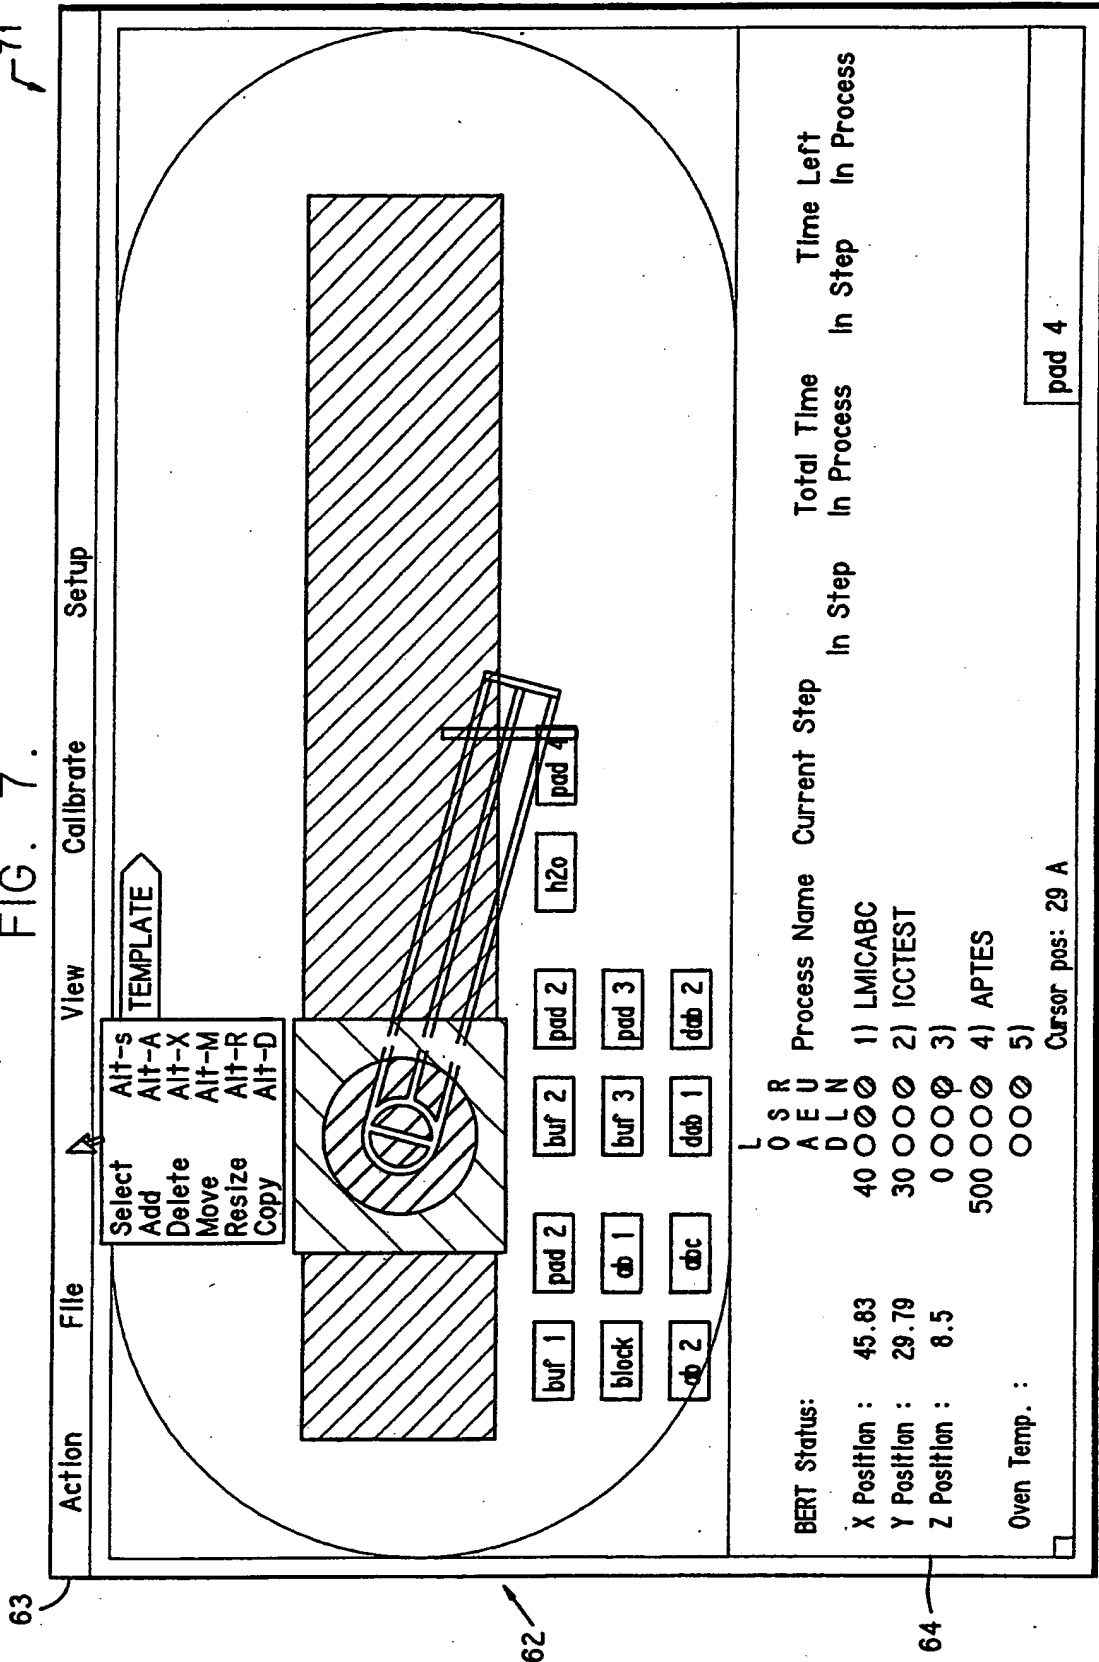 FIG. 7.
71
63
Action File View Calibrate Setup
Select Alt-s
Add Alt-A
Delete Alt-X
Move Alt-M
Resize Alt-R
Copy Alt-D
TEMPLATE
62
buf 1 pad 2 buf 2 pad 2 h2o pad 4
block ab 1 buf 3 pad 3
ab 2 abc dab 1 dab 2
64
BERT Status:
X Position : 45.83
Y Position : 29.79
Z Position : 8.5
Oven Temp. :
L
O S R
A E U
D L N
Process Name Current Step
Total Time Time Left
In Step In Process In Step In Process
40 1) LMICABC
30 2) ICCTEST
0 3)
500 4) APTES
5)
Cursor pos: 29 A
pad 4